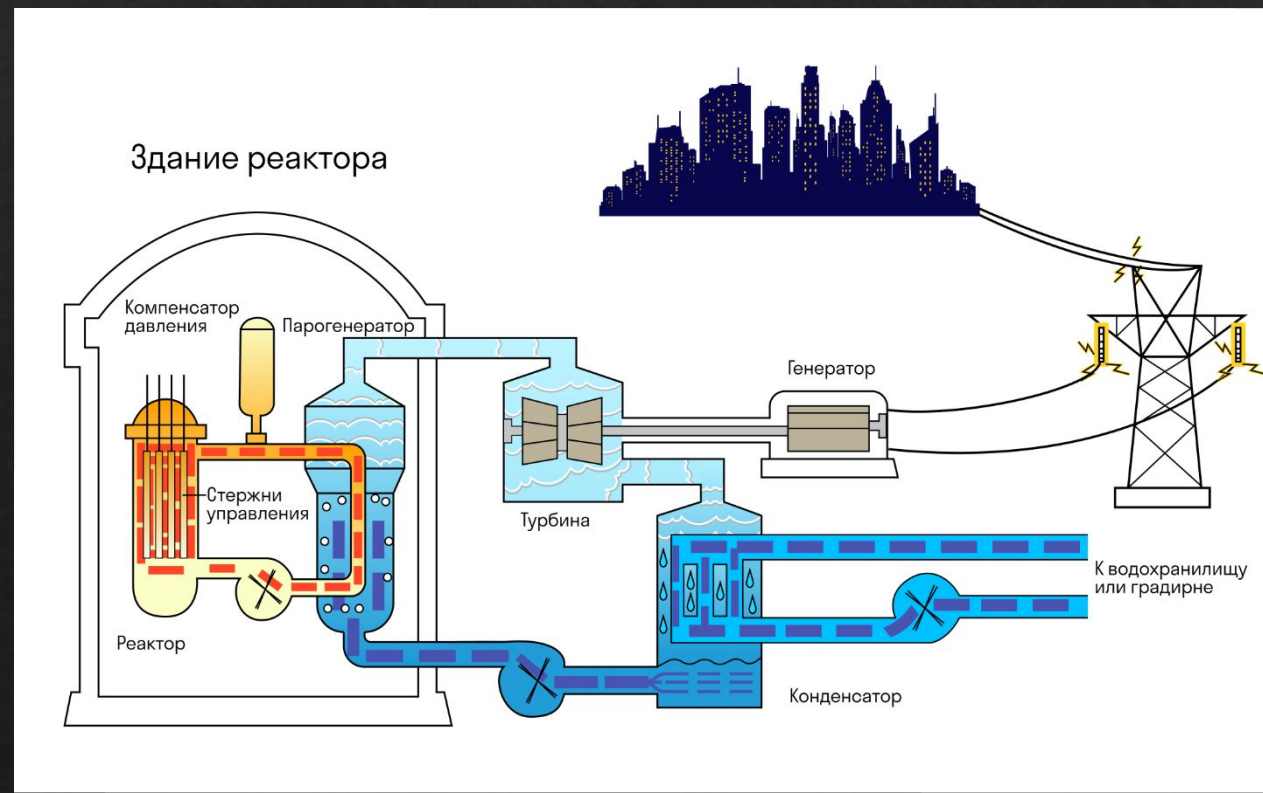 Здание реактора
Компенсатор
давления
Парогенератор
Стержни
управления
Реактор
Турбина
Генератор
К водохранилищу
или градирне
Конденсатор